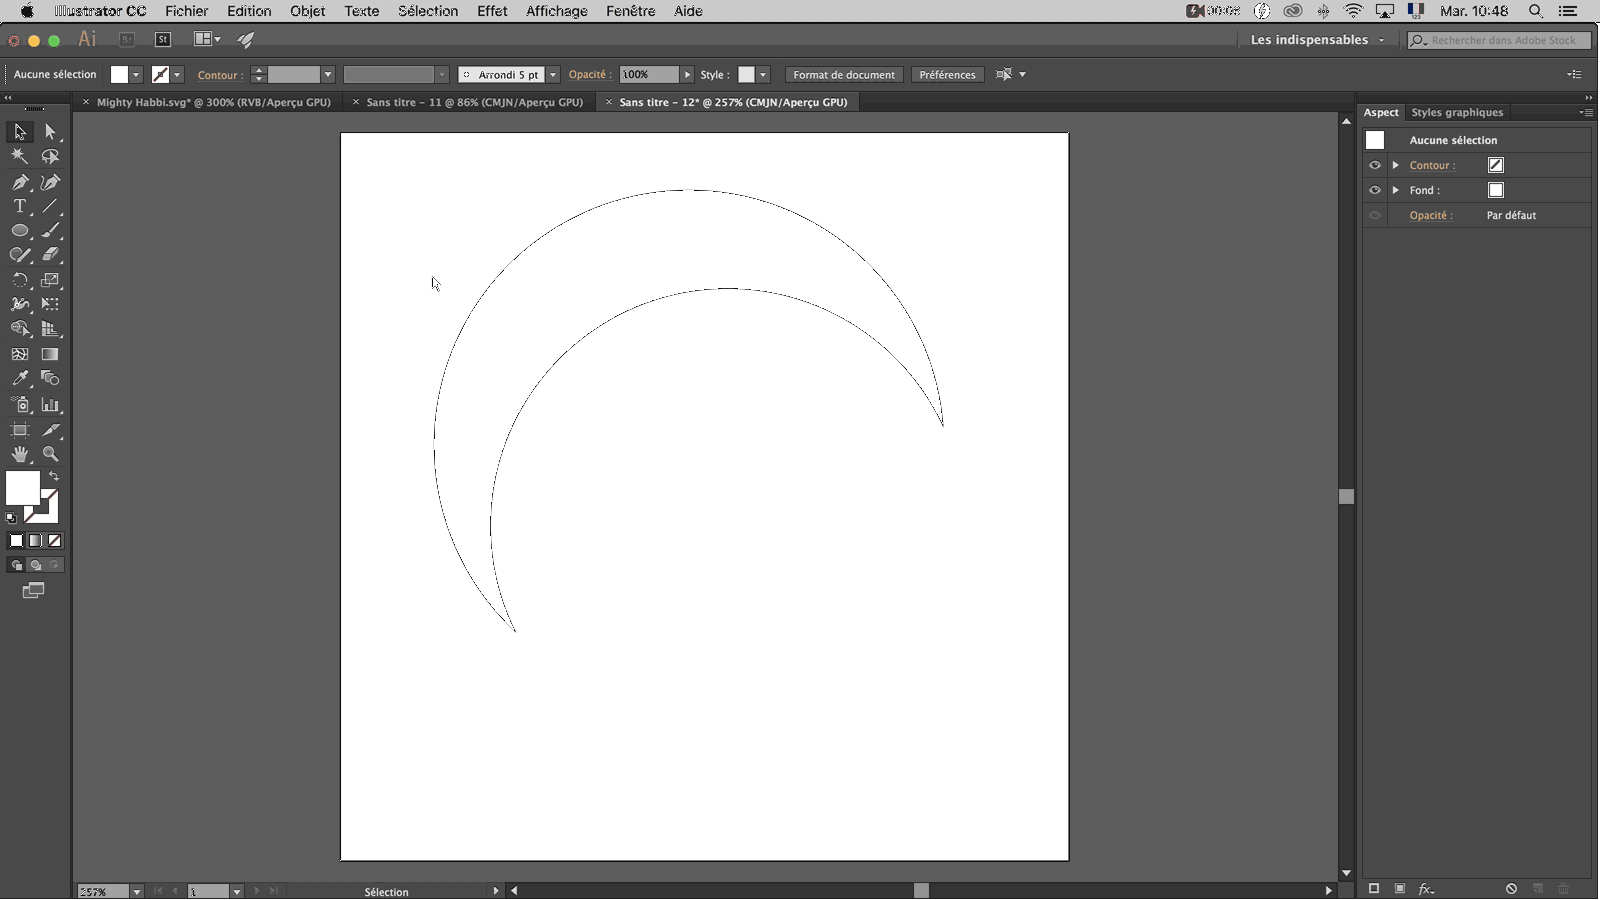 Illustrator CC Fichier Edition Objet Texte Sélection Effet Affichage Fenêtre Aide Mar. 10:48
Ai Br St Les indispensables Rechercher dans Adobe Stock
Aucune sélection Contour : Arrondi 5 pt Opacité : 100% Style : Format de document Préférences
Mighty Habbi.svg* @ 300% (RVB/Aperçu GPU) Sans titre - 11 @ 86% (CMJN/Aperçu GPU) Sans titre - 12* @ 257% (CMJN/Aperçu GPU)
Aspect Styles graphiques
Aucune sélection
Contour :
Fond :
Opacité : Par défaut
257% 1 Sélection
fx